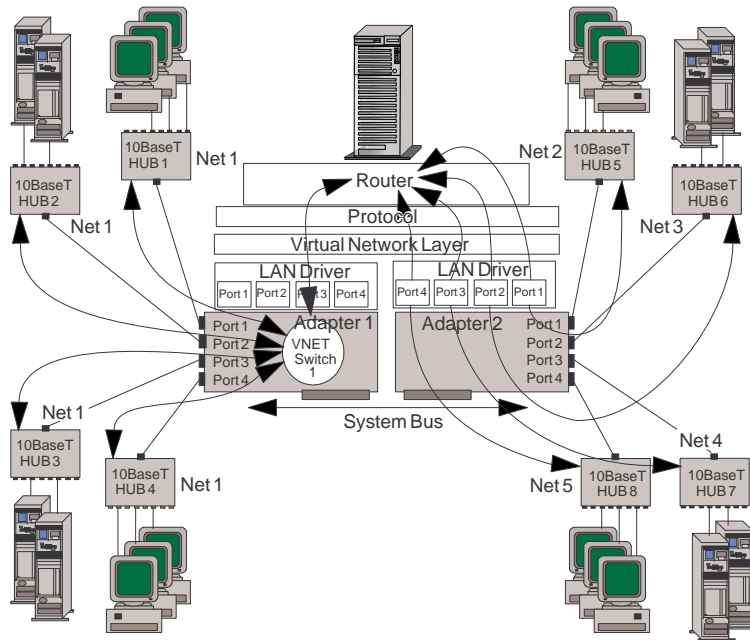 10BaseT
HUB 1
Net 1
10BaseT
HUB 2
Net 1
Net 2
10BaseT
HUB 5
10BaseT
HUB 6
Net 3
Router
Protocol
Virtual Network Layer
LAN Driver
Port 1
Port 2
Port 3
Port 4
LAN Driver
Port 4
Port 3
Port 2
Port 1
Port 1
Port 2
Port 3
Port 4
Adapter 1
VNET
Switch
1
Adapter 2
Port 1
Port 2
Port 3
Port 4
System Bus
Net 1
10BaseT
HUB 3
10BaseT
HUB 4
Net 1
Net 4
Net 5
10BaseT
HUB 8
10BaseT
HUB 7